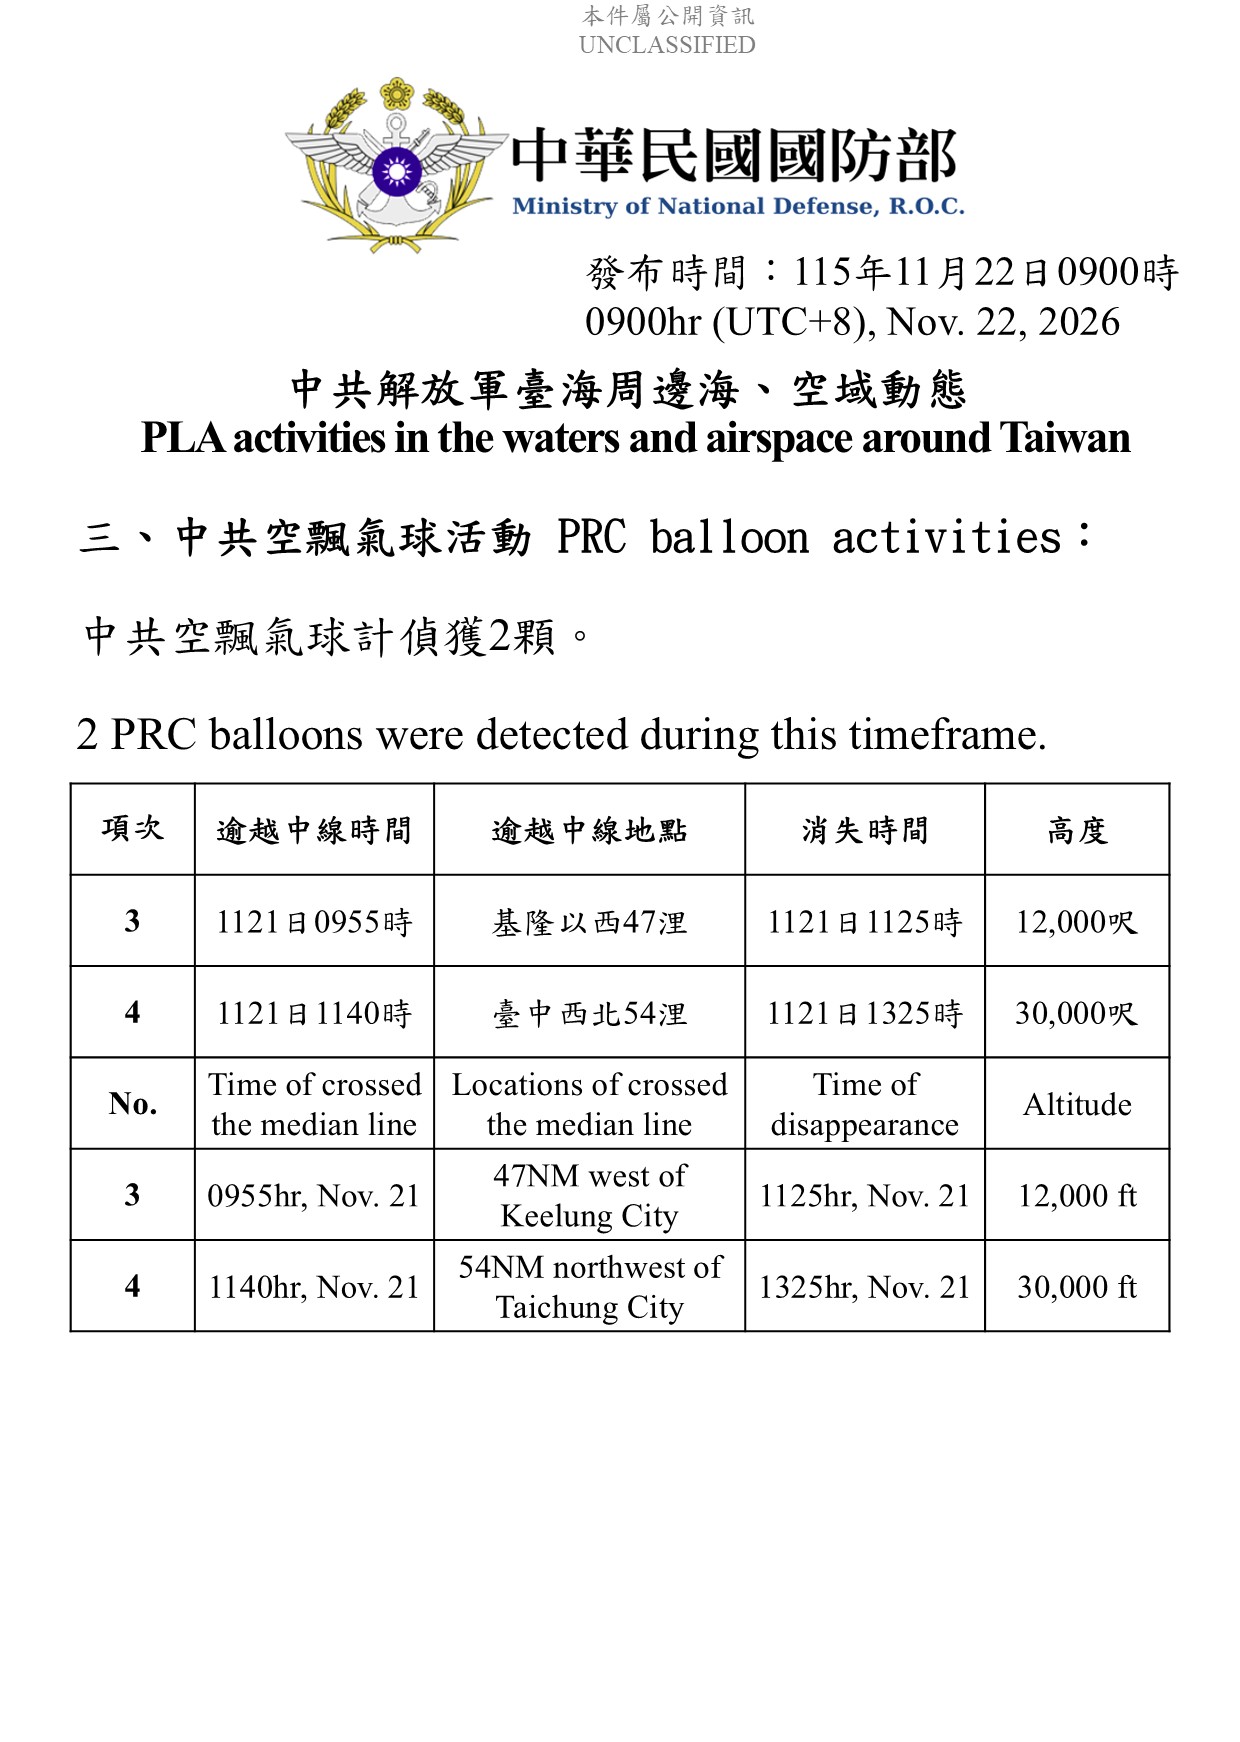 本件屬公開資訊
UNCLASSIFIED
中華民國國防部
Ministry of National Defense, R.O.C.
發布時間：115年11月22日0900時
0900hr (UTC+8), Nov. 22, 2026
中共解放軍臺海周邊海、空域動態
PLA activities in the waters and airspace around Taiwan
三、中共空飄氣球活動 PRC balloon activities：
中共空飄氣球計偵獲2顆。
2 PRC balloons were detected during this timeframe.
項次 逾越中線時間 逾越中線地點 消失時間 高度
3 1121日0955時 基隆以西47浬 1121日1125時 12,000呎
4 1121日1140時 臺中西北54浬 1121日1325時 30,000呎
No. Time of crossed the median line Locations of crossed the median line Time of disappearance Altitude
3 0955hr, Nov. 21 47NM west of Keelung City 1125hr, Nov. 21 12,000 ft
4 1140hr, Nov. 21 54NM northwest of Taichung City 1325hr, Nov. 21 30,000 ft